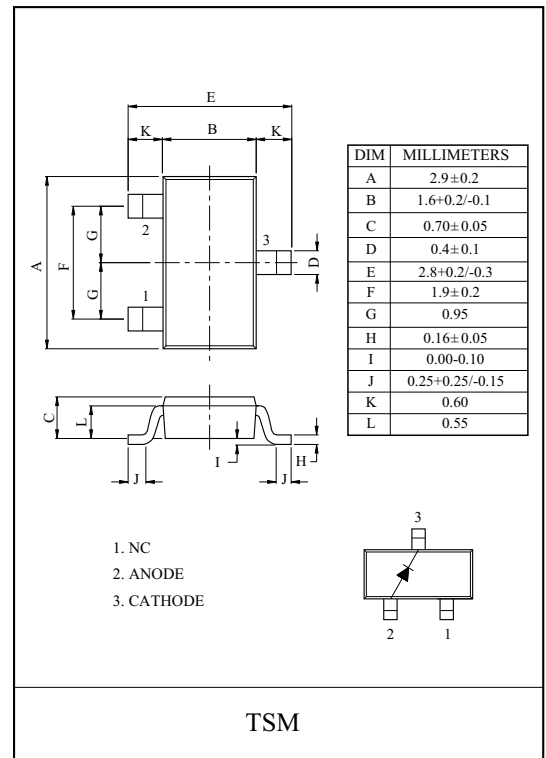 E
K B K
A
F
G
G
2
1
3
D
DIM MILLIMETERS
A 2.9±0.2
B 1.6+0.2/-0.1
C 0.70±0.05
D 0.4±0.1
E 2.8+0.2/-0.3
F 1.9±0.2
G 0.95
H 0.16±0.05
I 0.00-0.10
J 0.25+0.25/-0.15
K 0.60
L 0.55
C
L
J
I
J
H
1. NC
2. ANODE
3. CATHODE
3
2 1
TSM